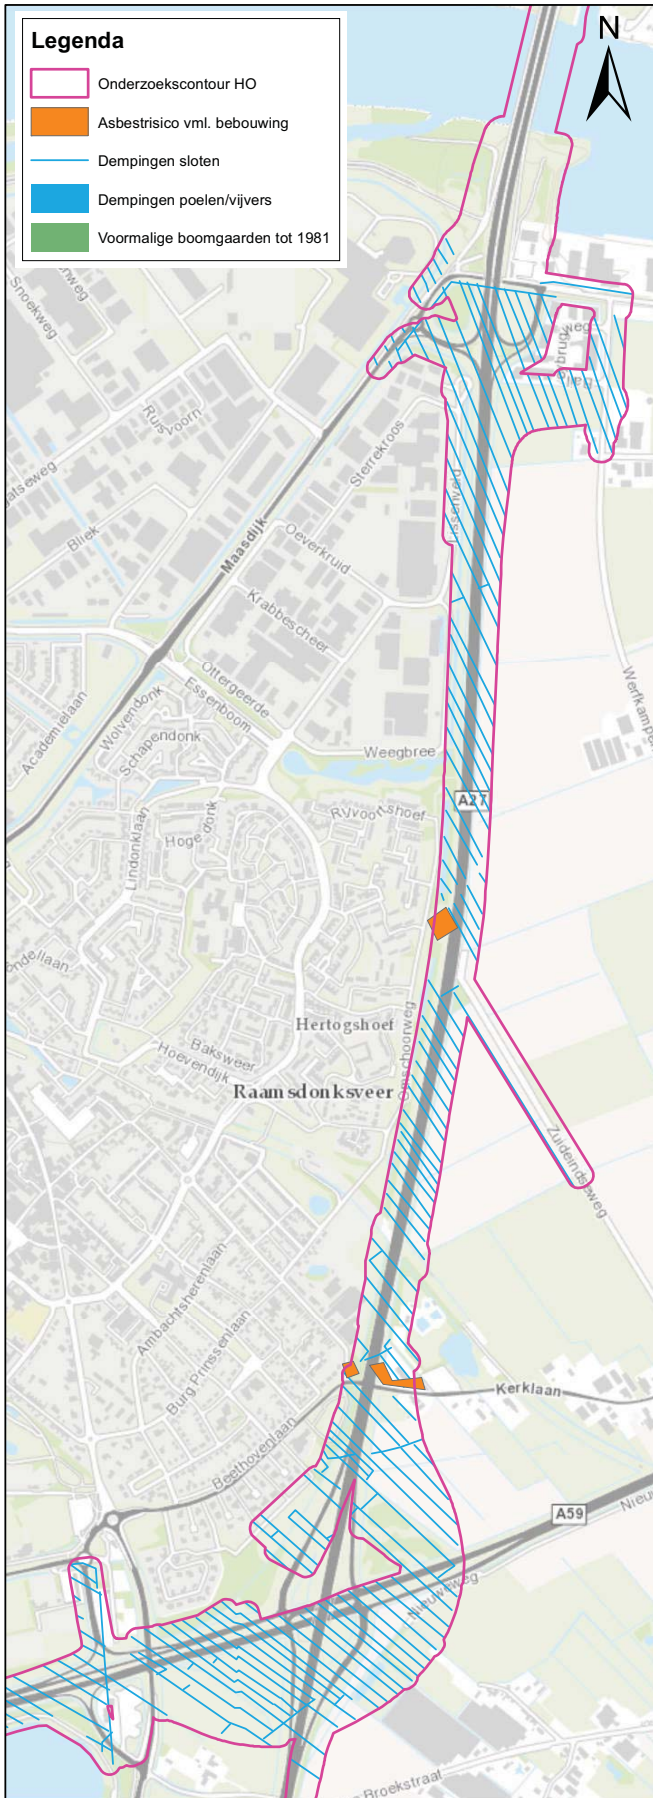 Legenda
Onderzoekscontour HO
Asbestrisico vml. bebouwing
Dempingen sloten
Dempingen poelen/vijvers
Voormalige boomgaarden tot 1981
N
Snoekweg
Ruisvoorn
Sterrekroos
Bliek
Maasdijk
Lissenveld
Oeverkruid
Krabbescheer
Ottergeerde
Essenboom
Academielaan
Wolvendonk
Schapendonk
Weegbree
A27
Lindonklaan
Hoge donk
Hertogshoef
Baksweer
Hoevendijk
Omschoorweg
Raamsdonksveer
Zuideindseweg
Ambachtsherenlaan
Burg Prinssenlaan
Kerklaan
Beethovenlaan
A59
Nieuweweg
Broekstraat